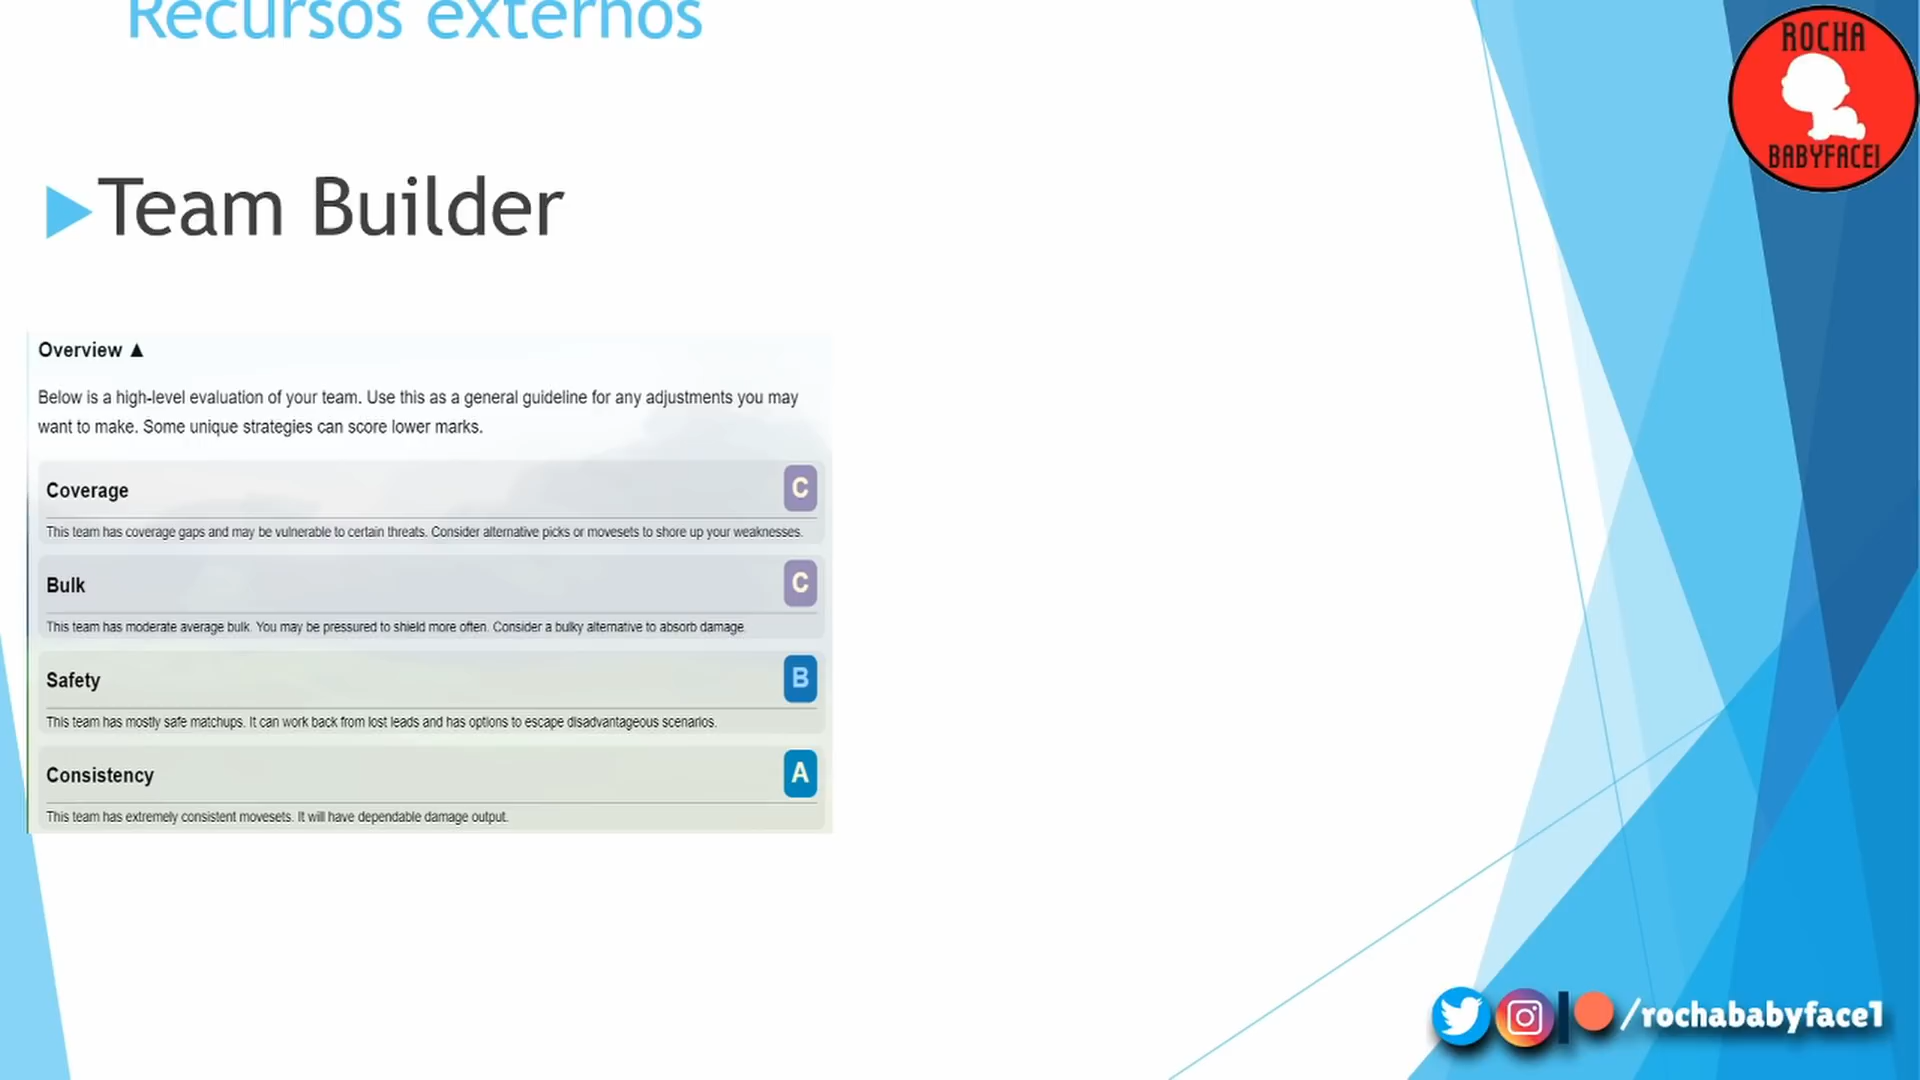 Recursos externos
ROCHA
BABYFACE1
Team Builder
Overview ▲
Below is a high-level evaluation of your team. Use this as a general guideline for any adjustments you may
want to make. Some unique strategies can score lower marks.
Coverage C
This team has coverage gaps and may be vulnerable to certain threats. Consider alternative picks or movesets to shore up your weaknesses.
Bulk C
This team has moderate average bulk. You may be pressured to shield more often. Consider a bulky alternative to absorb damage.
Safety B
This team has mostly safe matchups. It can work back from lost leads and has options to escape disadvantageous scenarios.
Consistency A
This team has extremely consistent movesets. It will have dependable damage output.
/rochababyface1